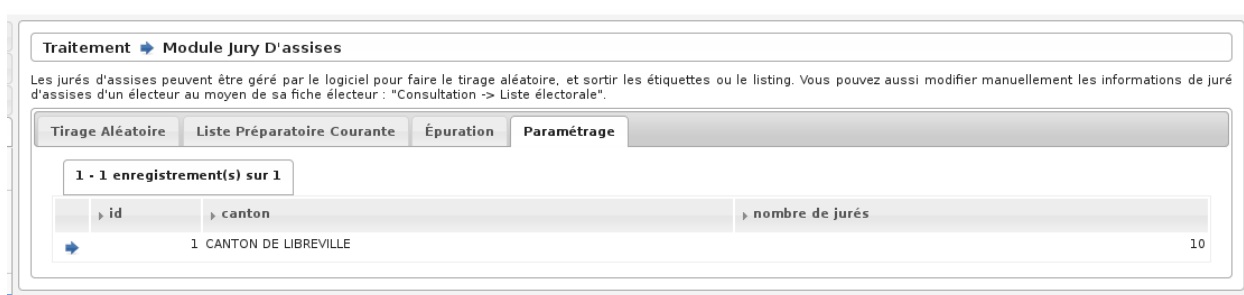 Traitement Module Jury D'assises
Les jurés d'assises peuvent être géré par le logiciel pour faire le tirage aléatoire, et sortir les étiquettes ou le listing. Vous pouvez aussi modifier manuellement les informations de juré
d'assises d'un électeur au moyen de sa fiche électeur : "Consultation -> Liste électorale".
Tirage Aléatoire Liste Préparatoire Courante Épuration Paramétrage
1 - 1 enregistrement(s) sur 1
id canton nombre de jurés
1 CANTON DE LIBREVILLE 10